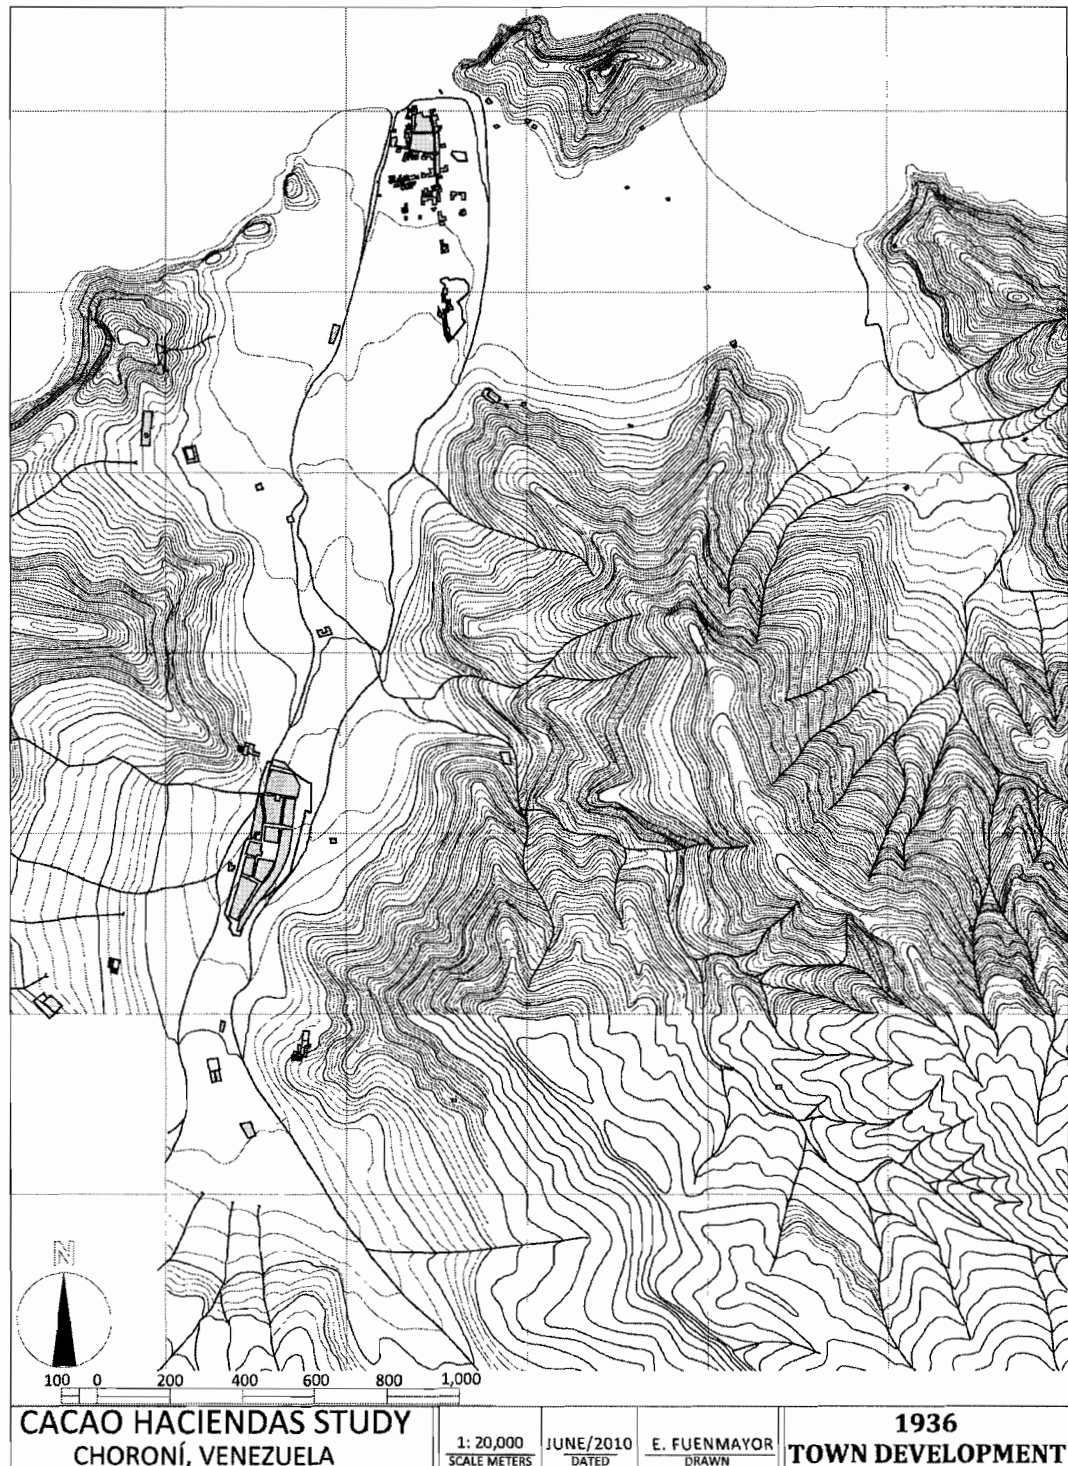 N
100 0 200 400 600 800 1,000
CACAO HACIENDAS STUDY
CHORONÍ, VENEZUELA
1: 20,000
SCALE METERS
JUNE/2010
DATED
E. FUENMAYOR
DRAWN
1936
TOWN DEVELOPMENT